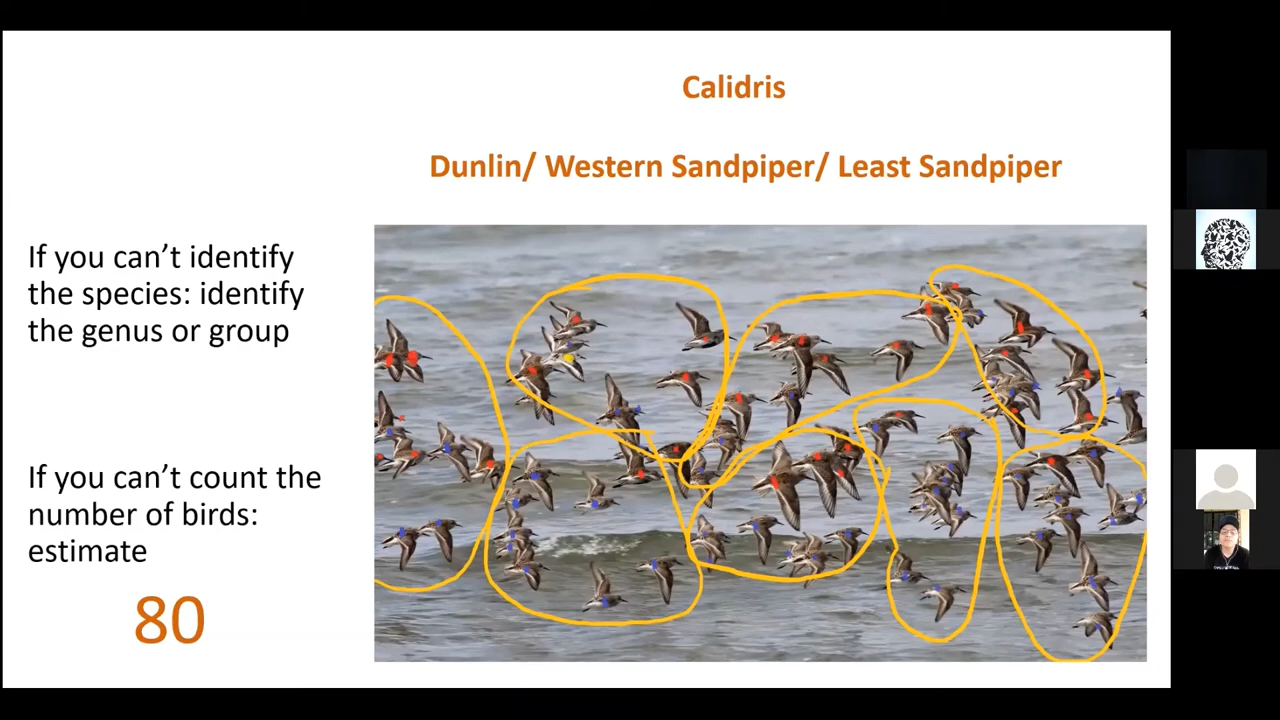 Calidris
Dunlin/ Western Sandpiper/ Least Sandpiper
If you can’t identify
the species: identify
the genus or group
If you can’t count the
number of birds:
estimate
80